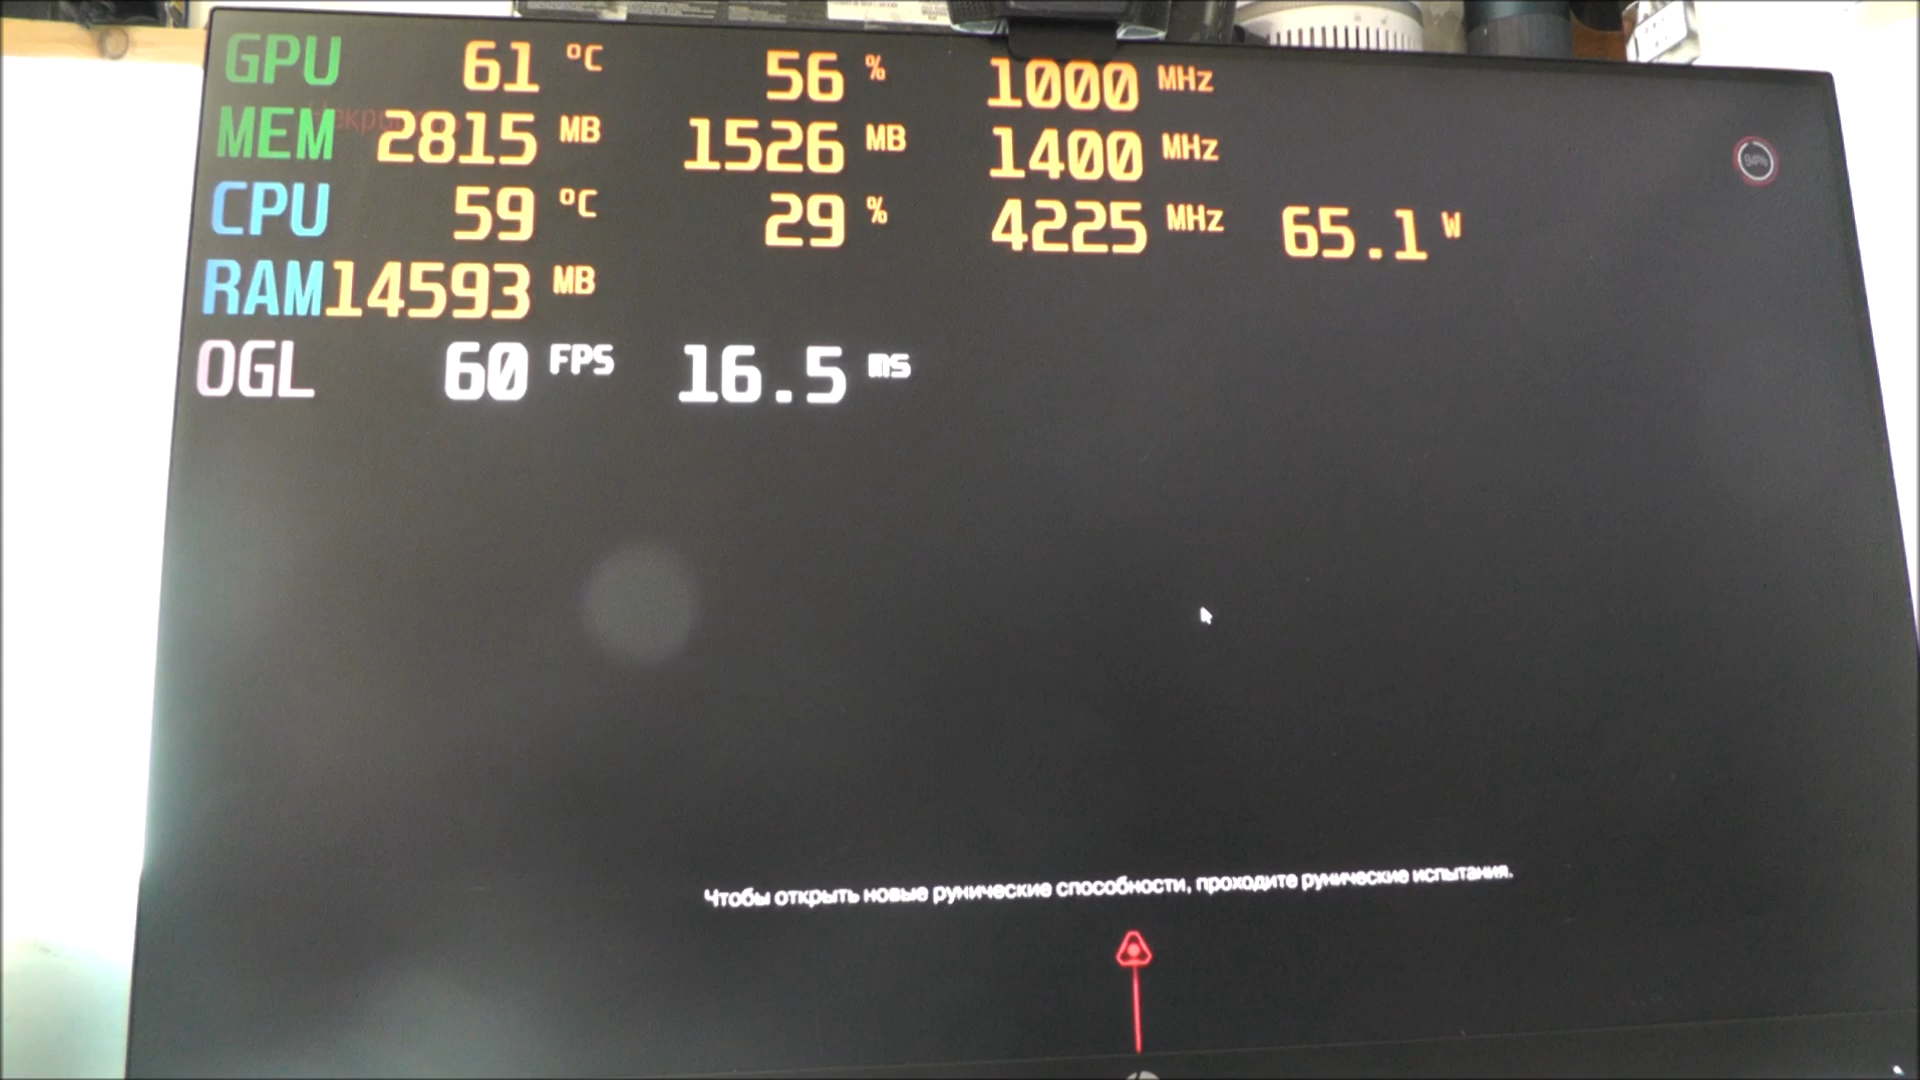 GPU 61 °C 56 % 1000 MHz
MEM 2815 MB 1526 MB 1400 MHz
94%
CPU 59 °C 29 % 4225 MHz 65.1 W
RAM 14593 MB
OGL 60 FPS 16.5 ms
Чтобы открыть новые рунические способности, проходите рунические испытания.